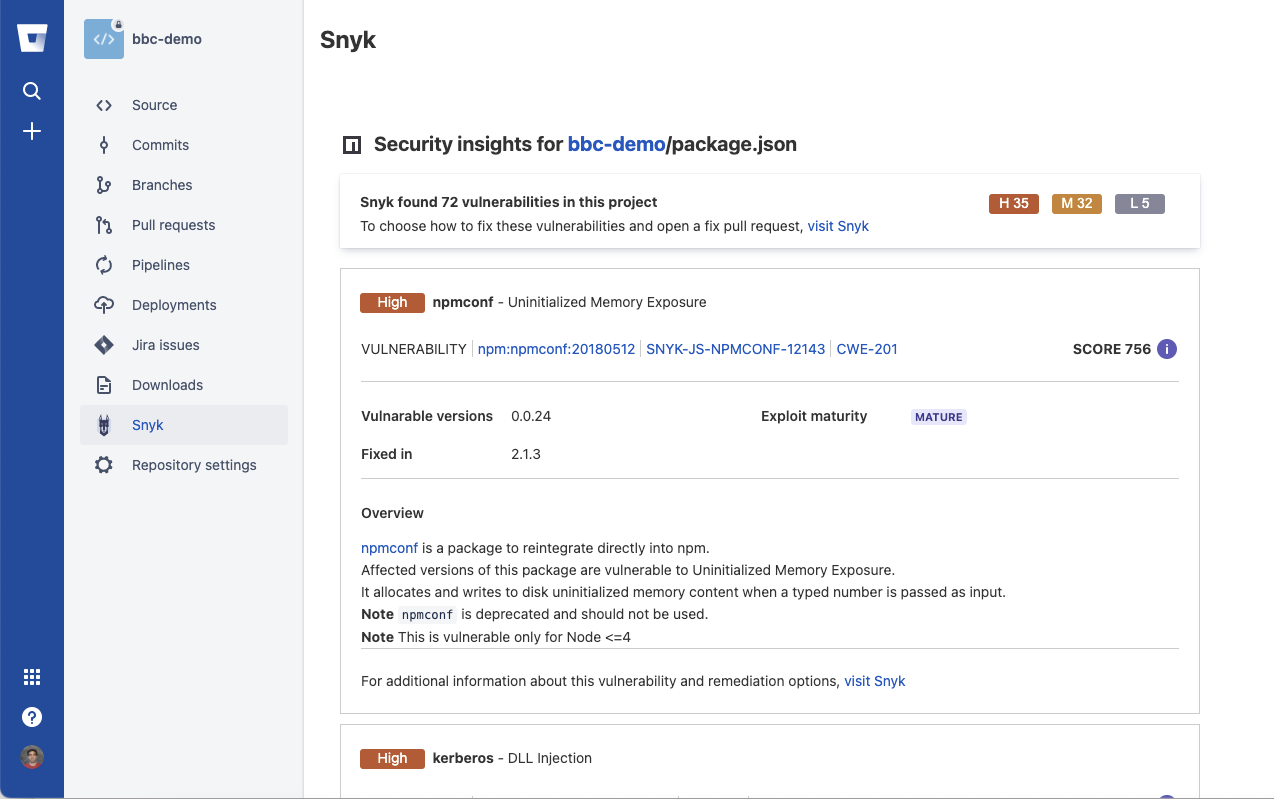 bbc-demo
Source
Commits
Branches
Pull requests
Pipelines
Deployments
Jira issues
Downloads
Snyk
Repository settings
Snyk
Security insights for bbc-demo/package.json
Snyk found 72 vulnerabilities in this project
H 35 M 32 L 5
To choose how to fix these vulnerabilities and open a fix pull request, visit Snyk
High npmconf - Uninitialized Memory Exposure
VULNERABILITY npm:npmconf:20180512 SNYK-JS-NPMCONF-12143 CWE-201 SCORE 756 i
Vulnarable versions 0.0.24 Exploit maturity MATURE
Fixed in 2.1.3
Overview
npmconf is a package to reintegrate directly into npm.
Affected versions of this package are vulnerable to Uninitialized Memory Exposure.
It allocates and writes to disk uninitialized memory content when a typed number is passed as input.
Note npmconf is deprecated and should not be used.
Note This is vulnerable only for Node <=4
For additional information about this vulnerability and remediation options, visit Snyk
High kerberos - DLL Injection